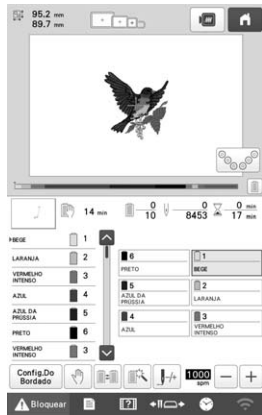 95.2 mm
89.7 mm
14 min
0
10
0
8453
0 min
17 min
BEGE 1
LARANJA 2
VERMELHO
INTENSO 3
AZUL 4
AZUL DA
PRÚSSIA 5
PRETO 6
VERMELHO
INTENSO 3
6
PRETO
1
BEGE
5
AZUL DA
PRÚSSIA
2
LARANJA
4
AZUL
3
VERMELHO
INTENSO
Config.Do
Bordado
1000
spm
Bloquear